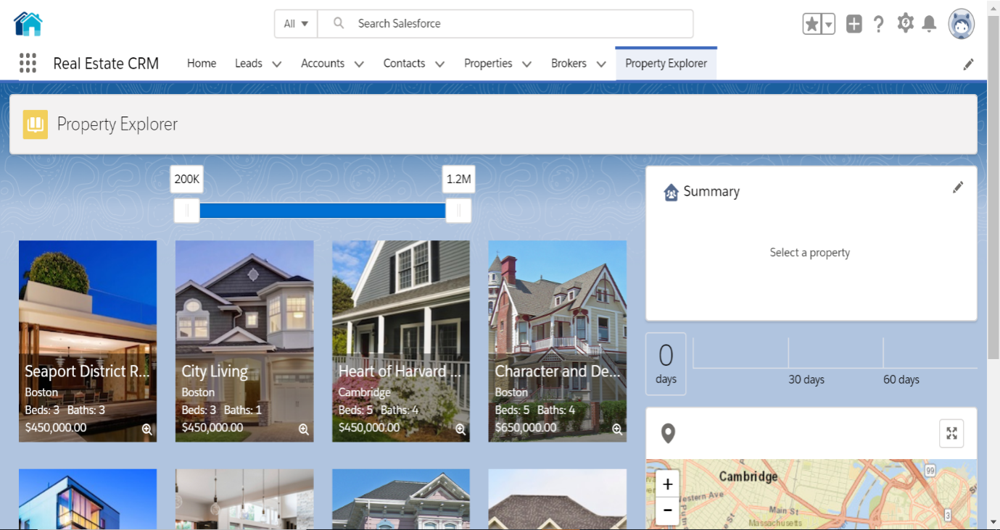 All ▼ Search Salesforce
Real Estate CRM Home Leads Accounts Contacts Properties Brokers Property Explorer
Property Explorer
200K 1.2M
Summary
Select a property
Seaport District R...
Boston
Beds: 3 Baths: 3
$450,000.00
City Living
Boston
Beds: 3 Baths: 1
$450,000.00
Heart of Harvard ...
Cambridge
Beds: 5 Baths: 4
$450,000.00
Character and De...
Boston
Beds: 5 Baths: 4
$650,000.00
0
days
30 days 60 days
+
-
Cambridge
99
estern Ave
Main St
Massachusetts
3